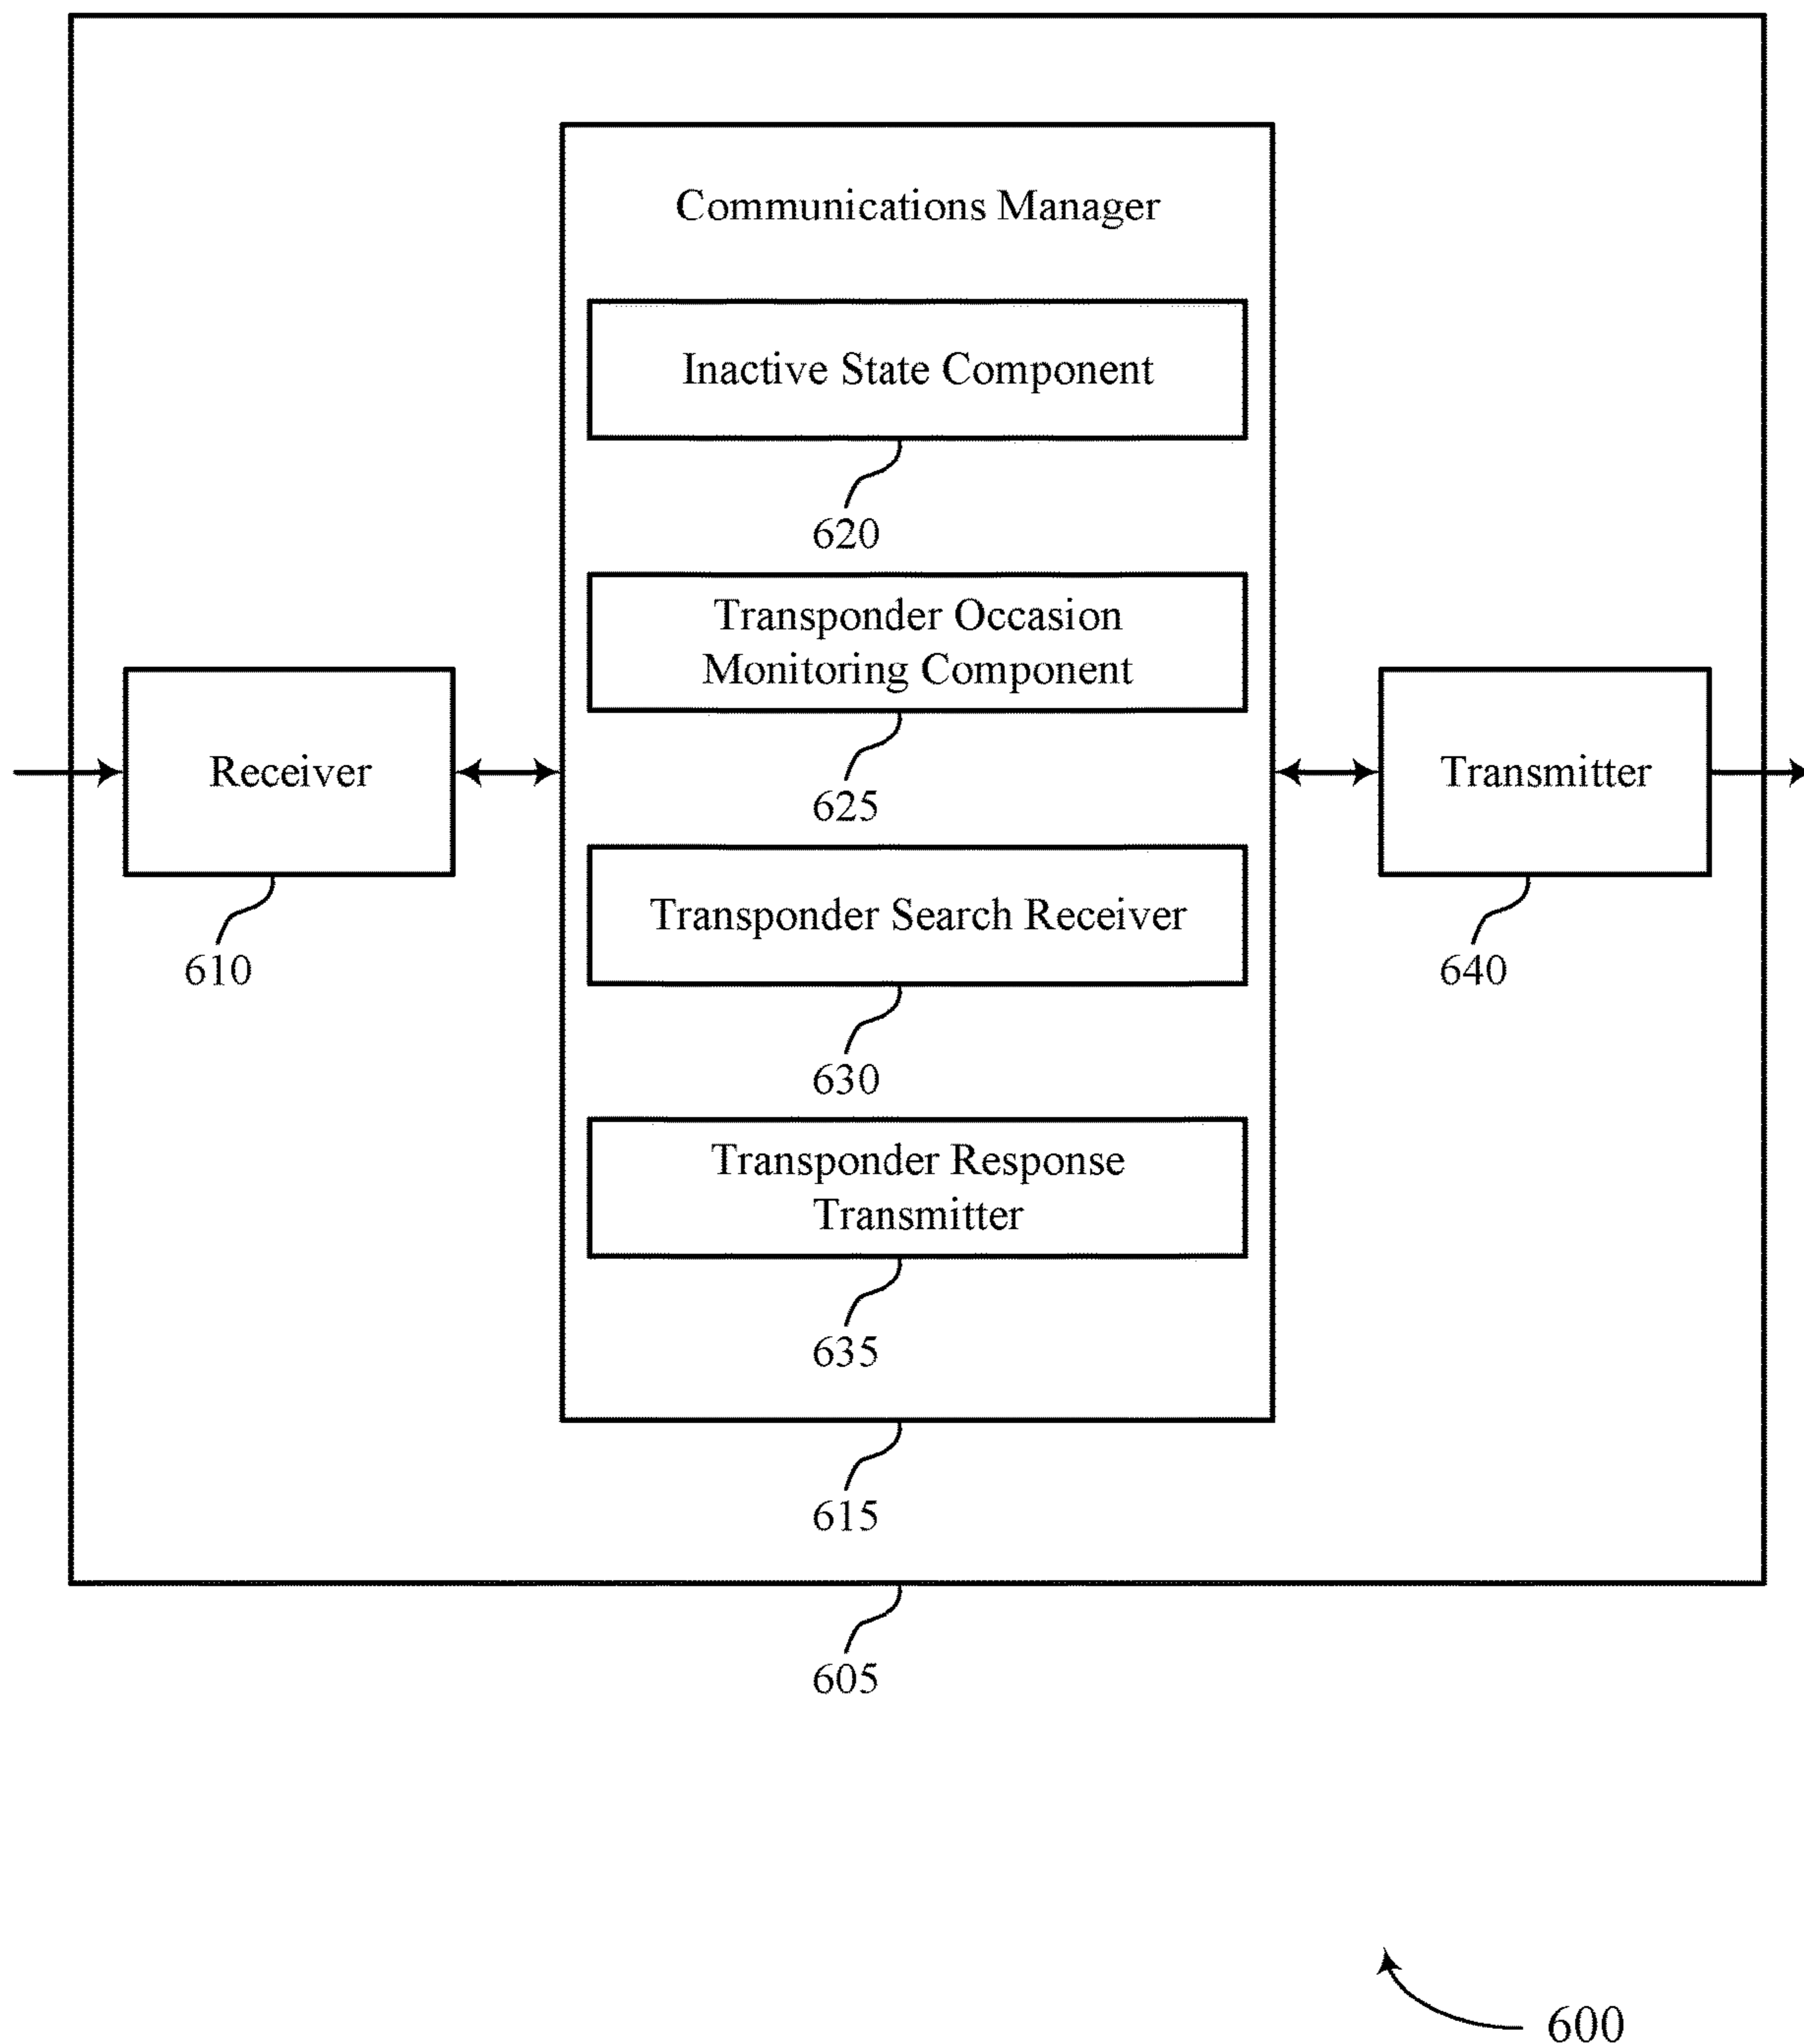 Communications Manager
Inactive State Component
620
Transponder Occasion
Monitoring Component
625
Receiver
610
Transmitter
640
Transponder Search Receiver
630
Transponder Response
Transmitter
635
615
605
600